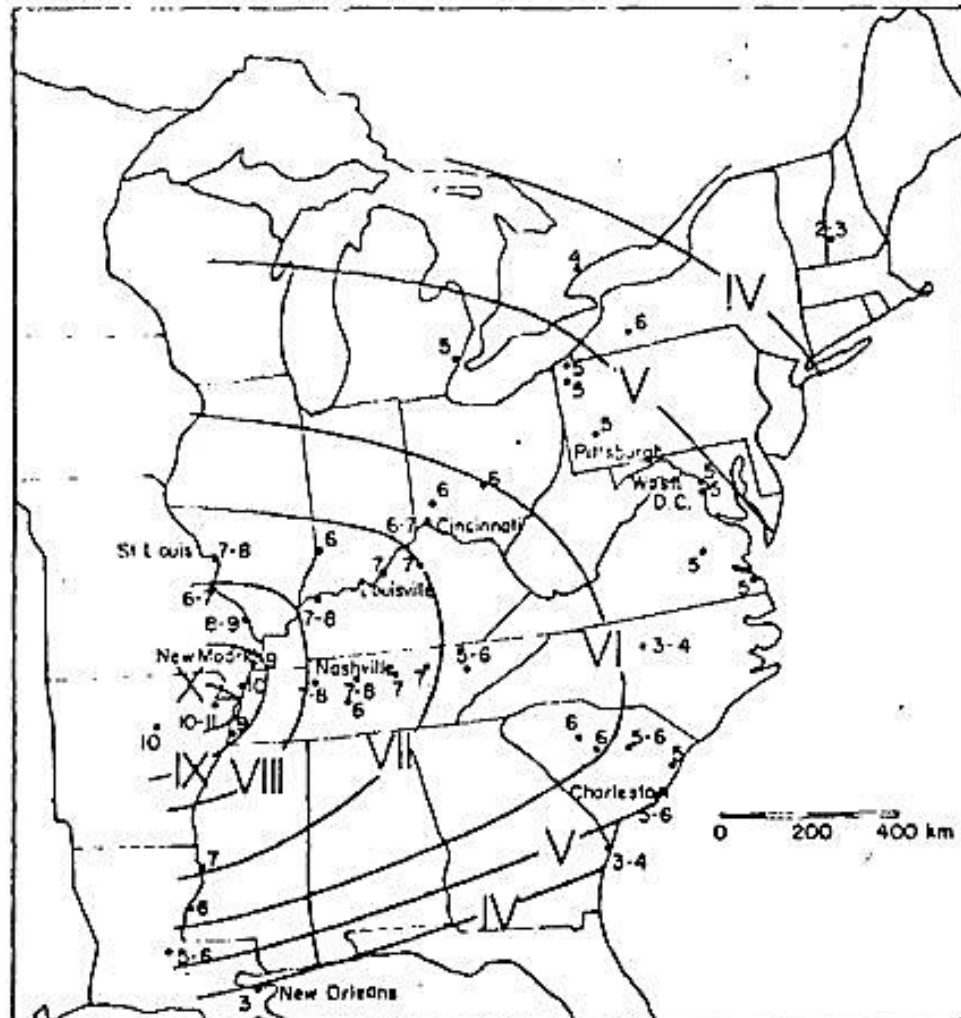 2-3
4
IV
6
5
V
5
5
5
Pittsburgh
5
Wash
D.C.
5
6
6
6-7
Cincinnati
St Louis
7-8
6
7
7
Louisville
5
5
6-7
8-9
7-8
VI
3-4
New Mad
9
Nashville
5-6
X
10
7-8
7-8
7
7
6
10-11
9
10
6
6
5-6
5
IX
VIII
VII
Charleston
5-6
0
200
400 km
V
3-4
7
6
IV
5-6
New Orleans
3